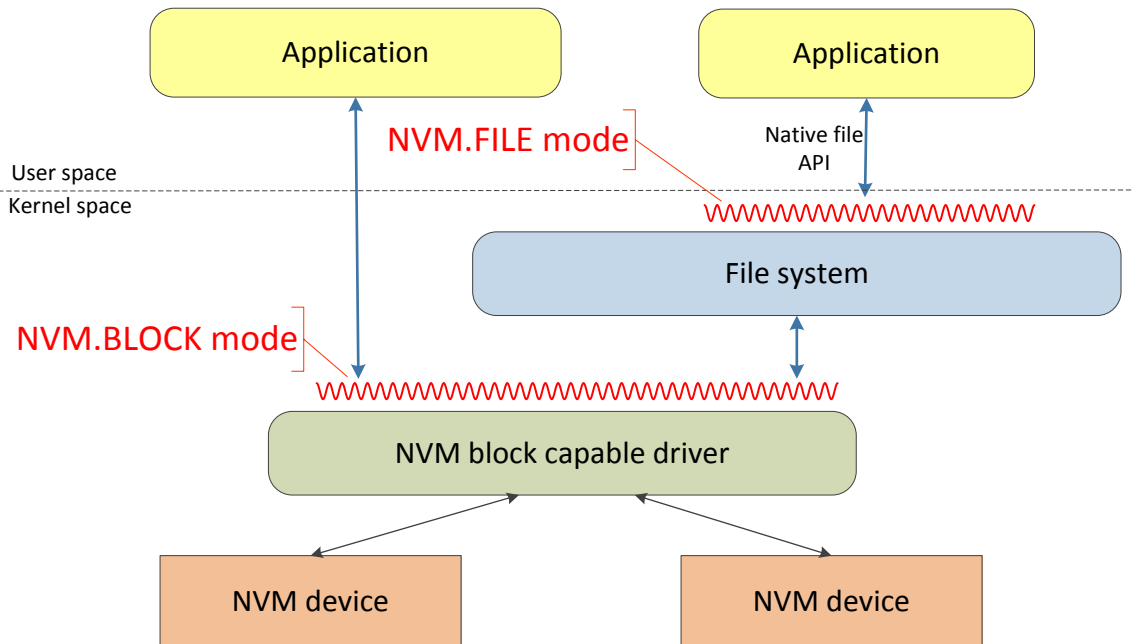 Application
Application
NVM.FILE mode
Native file
API
User space
Kernel space
File system
NVM.BLOCK mode
NVM block capable driver
NVM device
NVM device